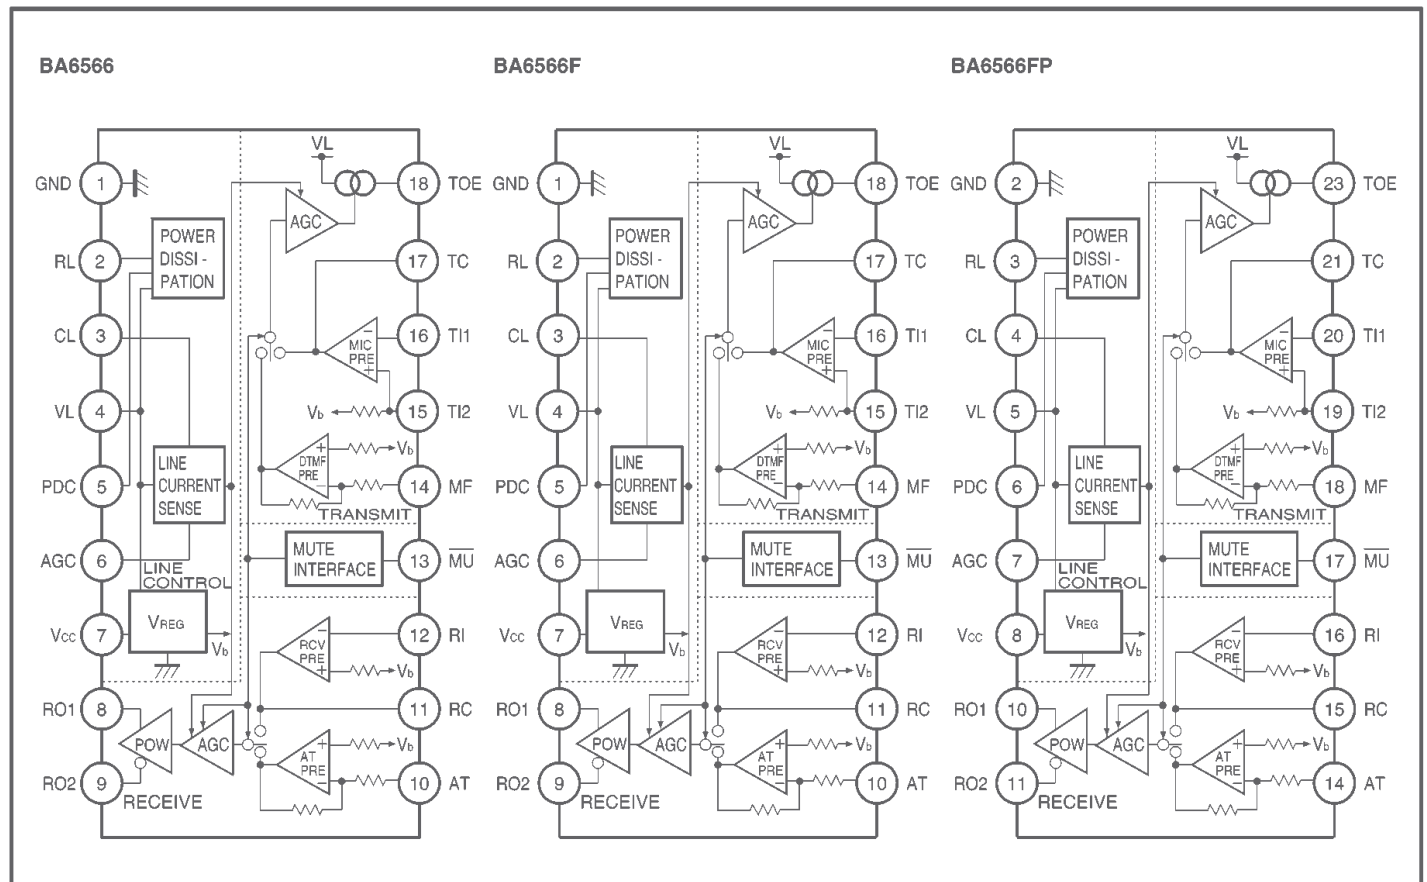 BA6566
BA6566F
BA6566FP
VL
GND 1
18 TOE
AGC
POWER
DISSI -
PATION
RL 2
17 TC
CL 3
16 TI1
−
MIC
PRE
+
VL 4
Vb
15 TI2
+
DTMF
PRE
−
Vb
LINE
CURRENT
SENSE
PDC 5
14 MF
TRANSMIT
AGC 6
MUTE
INTERFACE
13 M̅U̅
LINE
CONTROL
VREG
Vcc 7
Vb
12 RI
−
RCV
PRE
+
Vb
RO1 8
11 RC
POW
AGC
+
AT
PRE
−
Vb
RO2 9
10 AT
RECEIVE
VL
GND 1
18 TOE
AGC
POWER
DISSI -
PATION
RL 2
17 TC
CL 3
16 TI1
−
MIC
PRE
+
VL 4
Vb
15 TI2
+
DTMF
PRE
−
Vb
LINE
CURRENT
SENSE
PDC 5
14 MF
TRANSMIT
AGC 6
MUTE
INTERFACE
13 M̅U̅
VREG
Vcc 7
Vb
12 RI
−
RCV
PRE
+
Vb
RO1 8
11 RC
POW
AGC
+
AT
PRE
−
Vb
RO2 9
10 AT
RECEIVE
VL
GND 2
23 TOE
AGC
POWER
DISSI -
PATION
RL 3
21 TC
CL 4
20 TI1
−
MIC
PRE
+
VL 5
Vb
19 TI2
+
DTMF
PRE
−
Vb
LINE
CURRENT
SENSE
PDC 6
18 MF
TRANSMIT
AGC 7
MUTE
INTERFACE
17 M̅U̅
LINE
CONTROL
VREG
Vcc 8
Vb
16 RI
−
RCV
PRE
+
Vb
RO1 10
15 RC
POW
AGC
+
AT
PRE
−
Vb
RO2 11
14 AT
RECEIVE